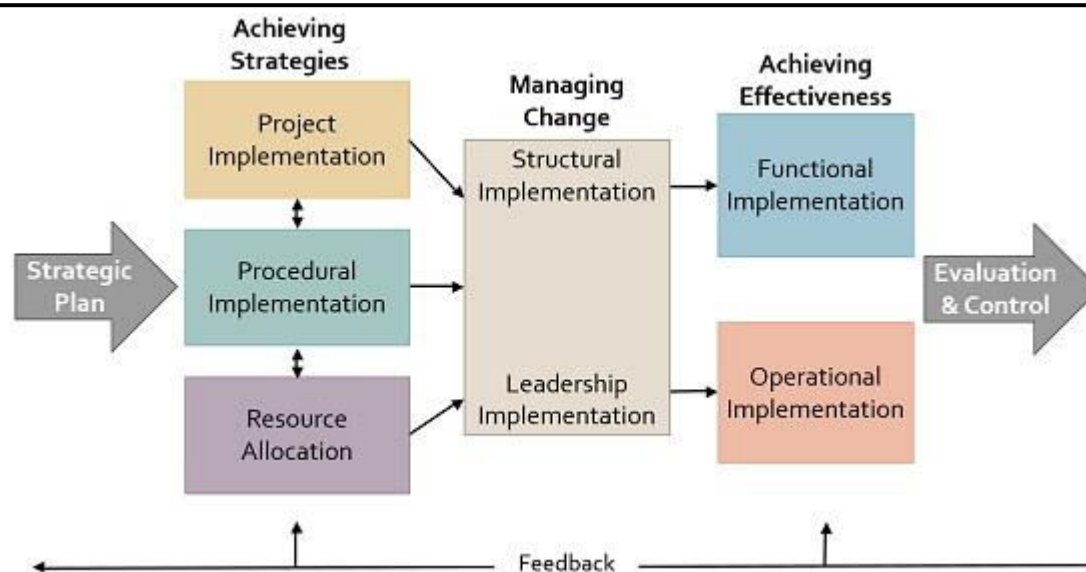 Achieving
Strategies
Project
Implementation
Procedural
Implementation
Resource
Allocation
Strategic
Plan
Managing
Change
Structural
Implementation
Leadership
Implementation
Achieving
Effectiveness
Functional
Implementation
Operational
Implementation
Evaluation
& Control
Feedback